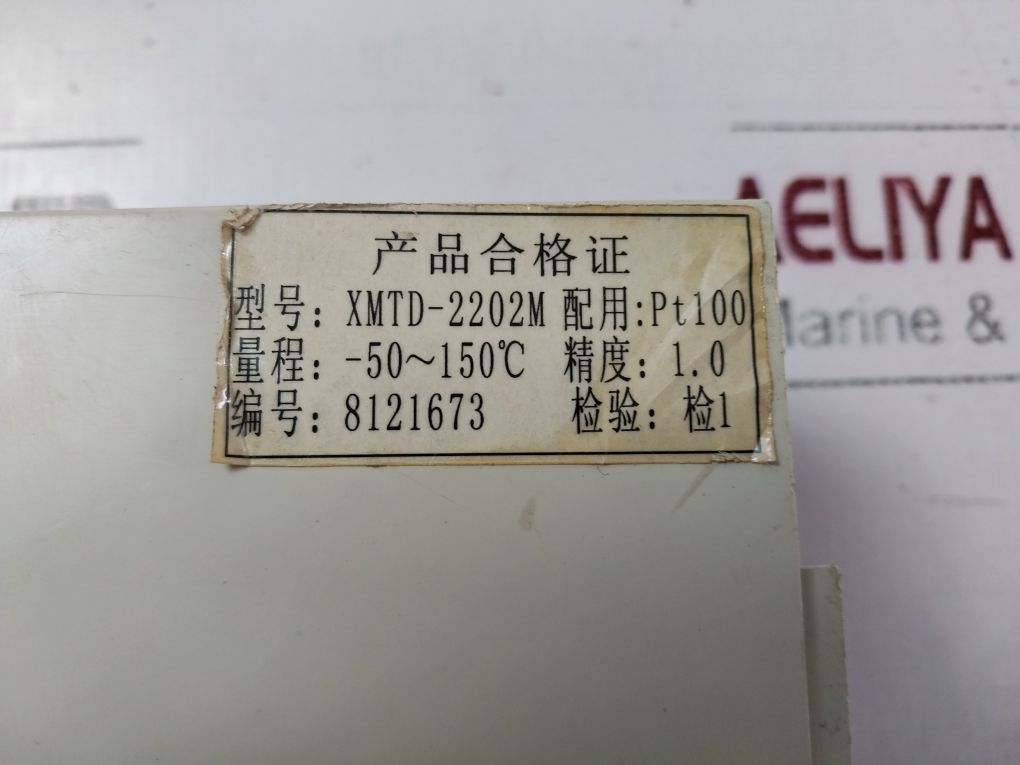 AELIYA
Marine &
产品合格证
型号: XMTD-2202M 配用:Pt100
量程: -50～150℃ 精度: 1.0
编号: 8121673 检验: 检1